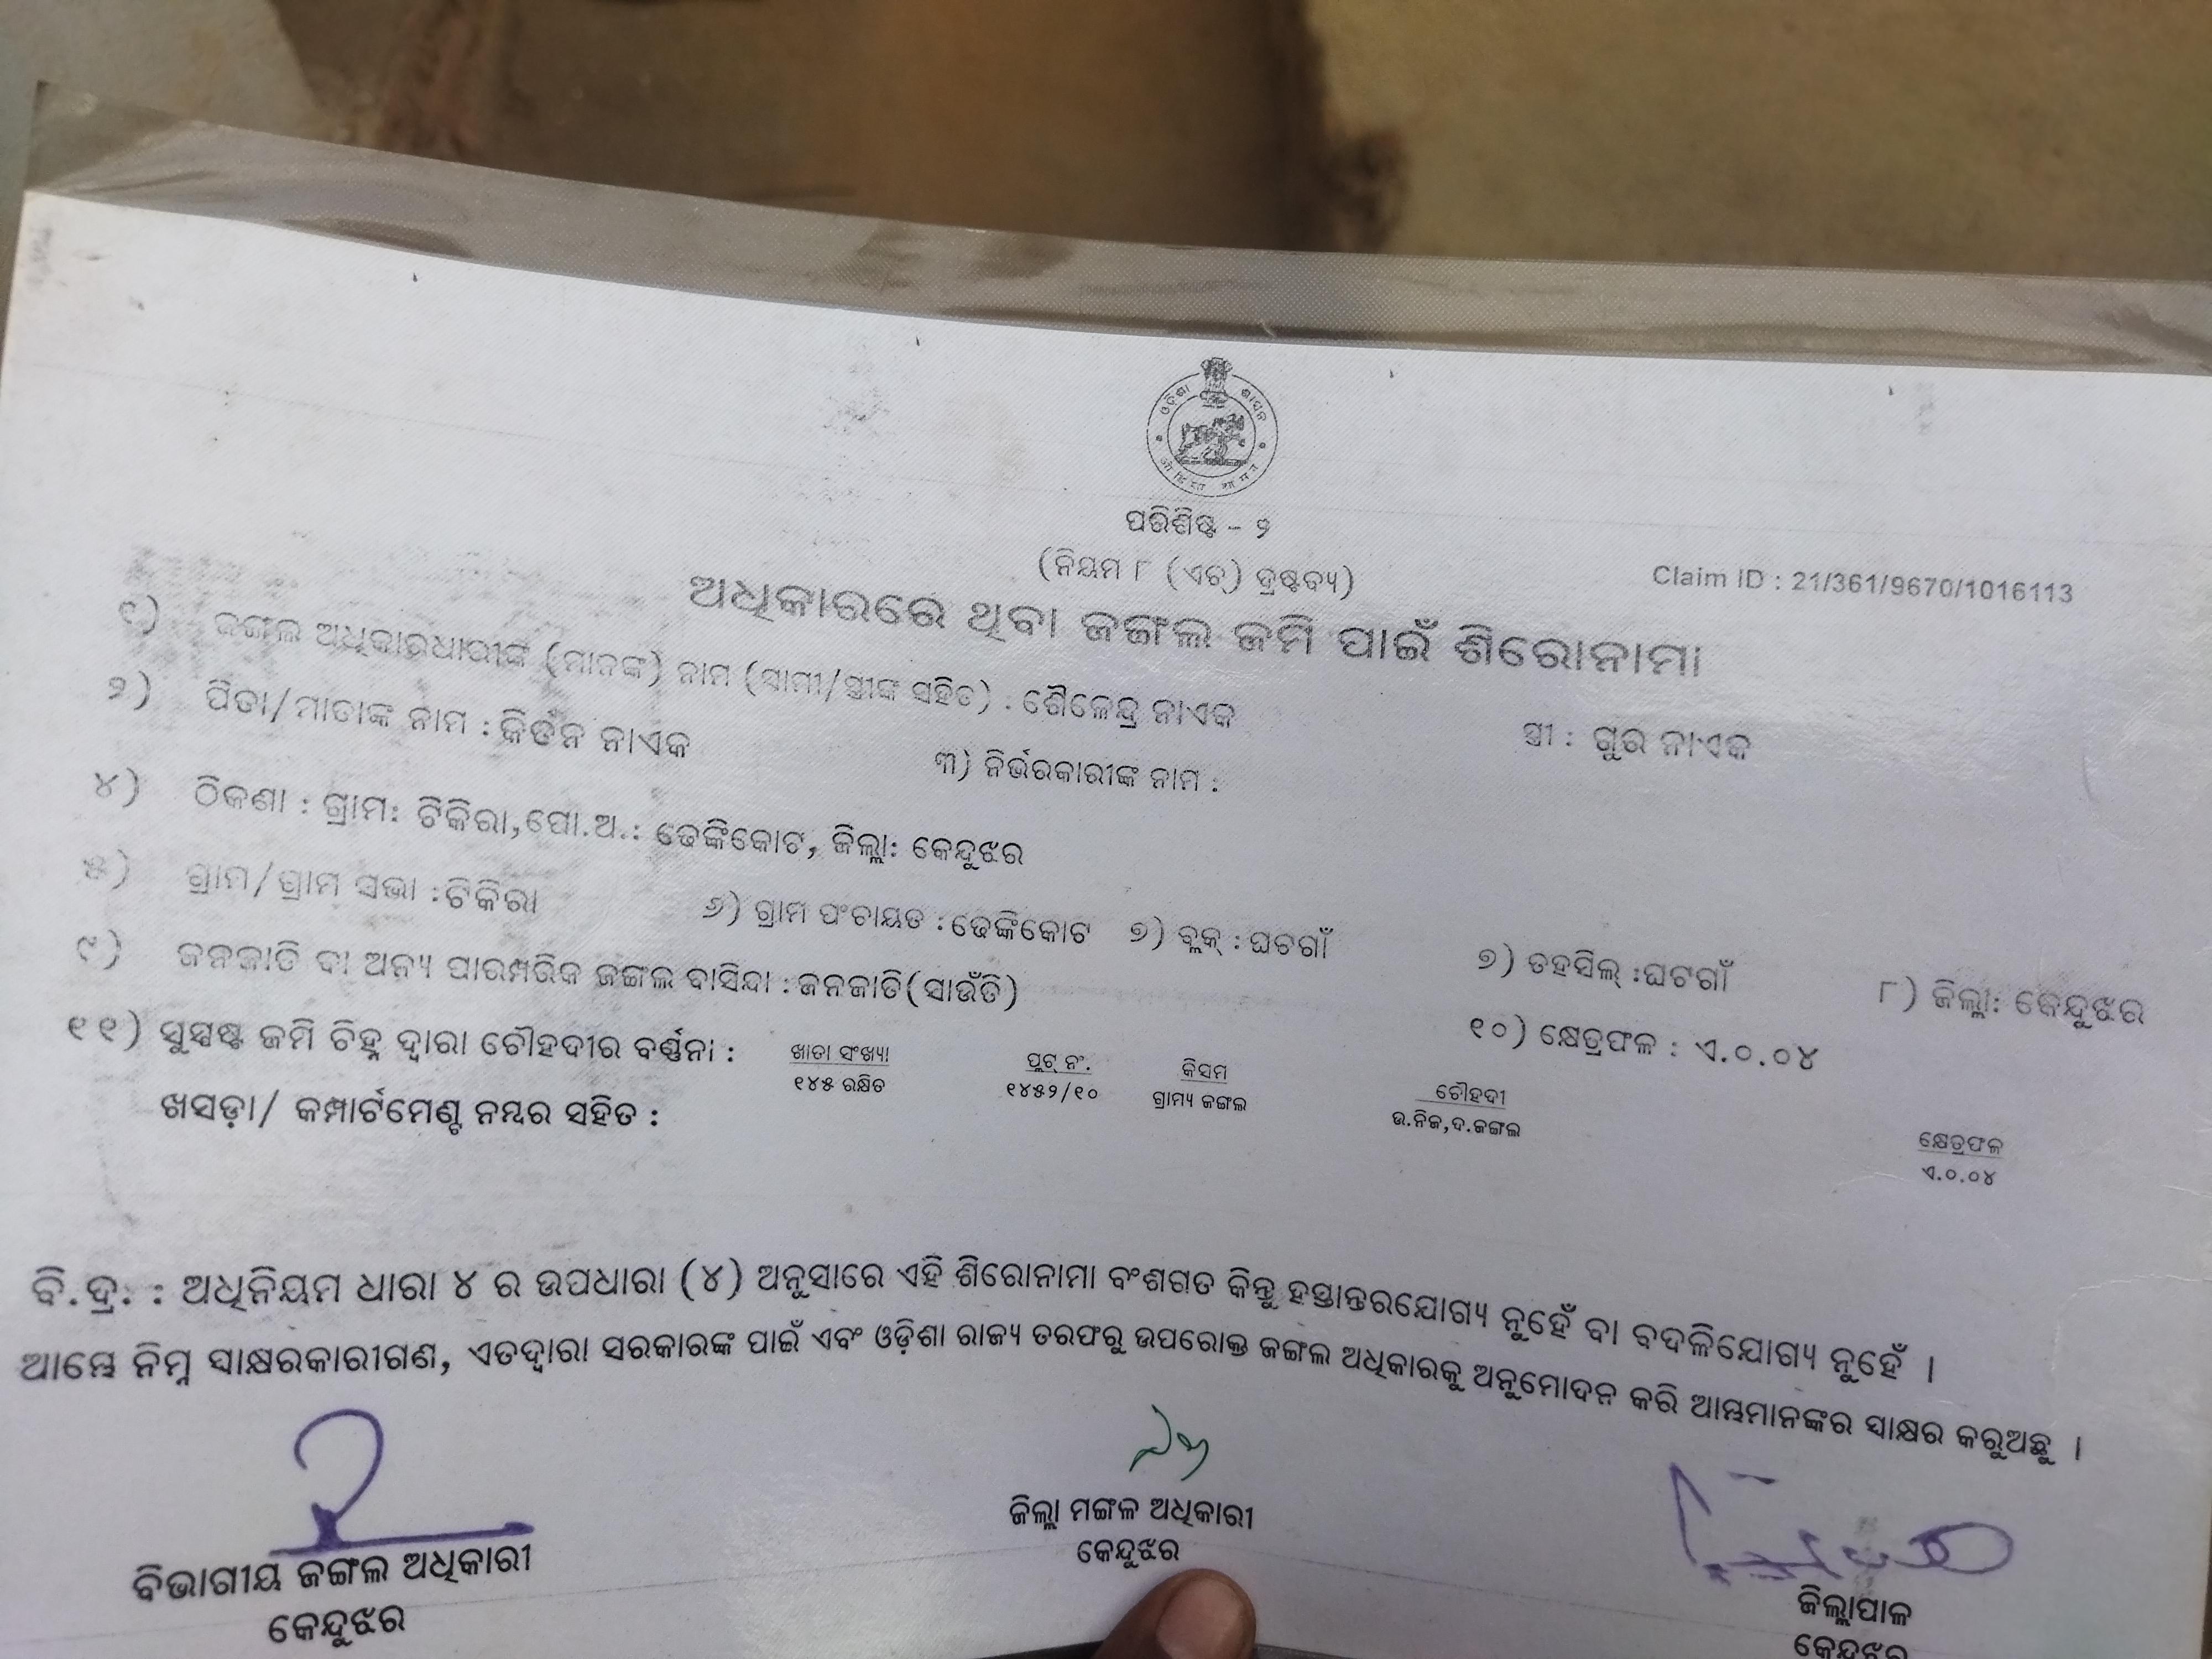 ଓଡ଼ିଶା ଶାସନ
ପରିଶିଷ୍ଟ - ୨
(ନିୟମ ୮ (ଏଚ୍) ଦ୍ରଷ୍ଟବ୍ୟ)
Claim ID : 21/361/9670/1016113
ଅଧିକାରରେ ଥିବା ଜଙ୍ଗଲ ଜମି ପାଇଁ ଶିରୋନାମା
୧) ଜଙ୍ଗଲ ଅଧିକାରଧାରୀଙ୍କ (ମାନଙ୍କ) ନାମ (ସାମୀ/ସ୍ତ୍ରୀଙ୍କ ସହିତ) : ଶୈଳେନ୍ଦ୍ର ନାଏକ ସ୍ତ୍ରୀ : ଗୁର ନାଏକ
୨) ପିତା/ମାତାଙ୍କ ନାମ : କିର୍ତନ ନାଏକ ୩) ନିର୍ଭରକାରୀଙ୍କ ନାମ :
୪) ଠିକଣା : ଗ୍ରାମ: ଟିକିରା,ପୋ.ଅ.: ଢେଙ୍କିକୋଟ, ଜିଲ୍ଲା: କେନ୍ଦୁଝର
୫) ଗ୍ରାମ/ଗ୍ରାମ ସଭା :ଟିକିରା ୬) ଗ୍ରାମ ପଂଚାୟତ : ଢେଙ୍କିକୋଟ ୭) ବ୍ଲକ୍ : ଘଟଗାଁ ୭) ତହସିଲ୍ :ଘଟଗାଁ ୮) ଜିଲ୍ଲା: କେନ୍ଦୁଝର
୯) ଜନଜାତି ବା ଅନ୍ୟ ପାରମ୍ପରିକ ଜଙ୍ଗଲ ବାସିନ୍ଦା : ଜନଜାତି(ସାଉଁତି) ୧୦) କ୍ଷେତ୍ରଫଳ : ଏ.୦.୦୪
୧୧) ସୁସ୍ପଷ୍ଟ ଜମି ଚିହ୍ନ ଦ୍ୱାରା ଚୌହଦୀର ବର୍ଣ୍ଣନା : ଖାତା ସଂଖ୍ୟା ପ୍ଲଟ୍ ନଂ. କିସମ ଚୌହଦୀ କ୍ଷେତ୍ରଫଳ
୧୪୫ ରକ୍ଷିତ ୧୪୫୨/୧୦ ଗ୍ରାମ୍ୟ ଜଙ୍ଗଲ ଉ.ନିଜ,ଦ.ଜଙ୍ଗଲ ଏ.୦.୦୪
ଖସଡ଼ା/ କମ୍ପାର୍ଟମେଣ୍ଟ ନମ୍ବର ସହିତ :
ବି.ଦ୍ର. : ଅଧିନିୟମ ଧାରା ୪ ର ଉପଧାରା (୪) ଅନୁସାରେ ଏହି ଶିରୋନାମା ବଂଶଗତ କିନ୍ତୁ ହସ୍ତାନ୍ତରଯୋଗ୍ୟ ନୁହେଁ ବା ବଦଳିଯୋଗ୍ୟ ନୁହେଁ ।
ଆମ୍ଭେ ନିମ୍ନ ସାକ୍ଷରକାରୀଗଣ, ଏତଦ୍ୱାରା ସରକାରଙ୍କ ପାଇଁ ଏବଂ ଓଡ଼ିଶା ରାଜ୍ୟ ତରଫରୁ ଉପରୋକ୍ତ ଜଙ୍ଗଲ ଅଧିକାରକୁ ଅନୁମୋଦନ କରି ଆମ୍ଭମାନଙ୍କର ସାକ୍ଷର କରୁଅଛୁ ।
ବିଭାଗୀୟ ଜଙ୍ଗଲ ଅଧିକାରୀ
କେନ୍ଦୁଝର
ଜିଲ୍ଲା ମଙ୍ଗଳ ଅଧିକାରୀ
କେନ୍ଦୁଝର
ଜିଲ୍ଲାପାଳ
କେନ୍ଦୁଝର